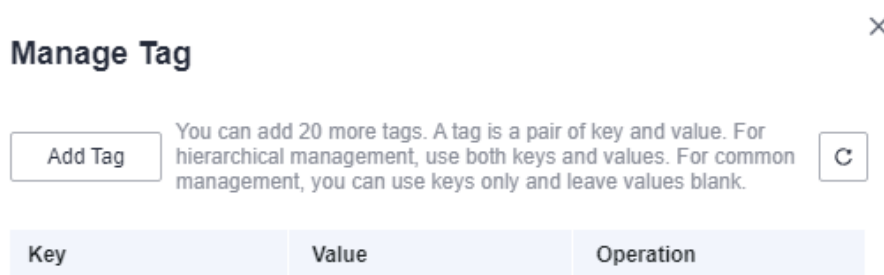 Manage Tag
Add Tag
You can add 20 more tags. A tag is a pair of key and value. For
hierarchical management, use both keys and values. For common
management, you can use keys only and leave values blank.
Key Value Operation